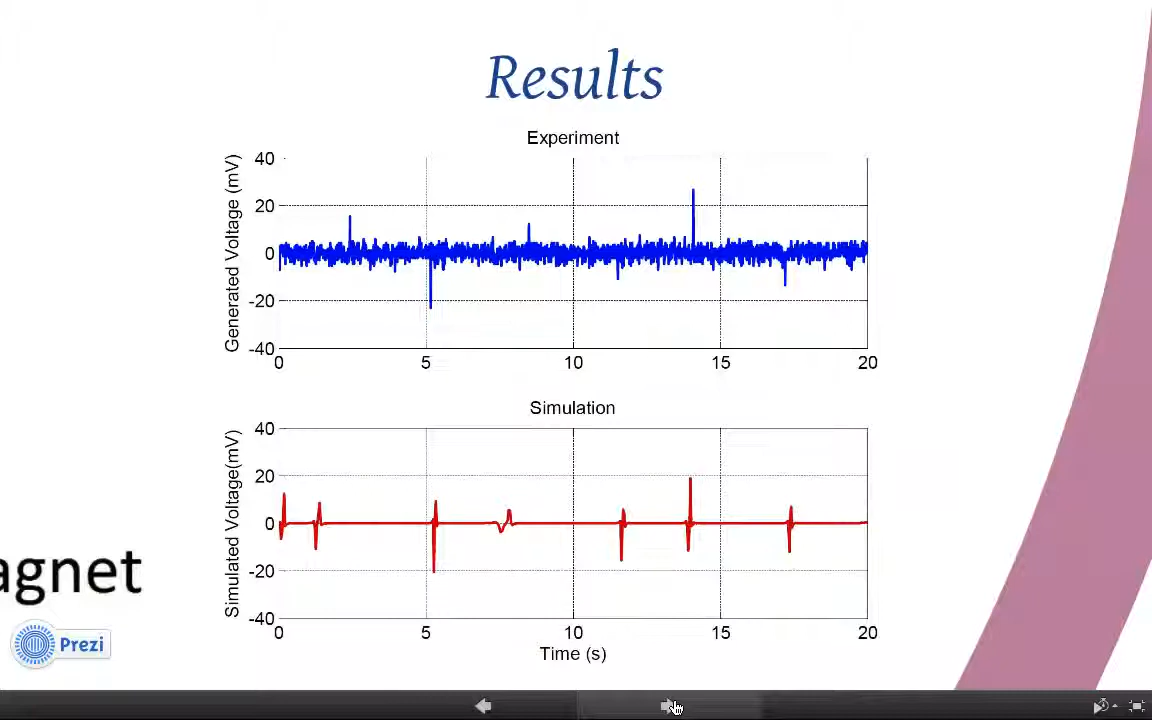 Results
Experiment
Generated Voltage (mV)
40
20
0
-20
-40
0 5 10 15 20
Simulation
Simulated Voltage(mV)
40
20
0
-20
-40
0 5 10 15 20
Time (s)
agnet
Prezi